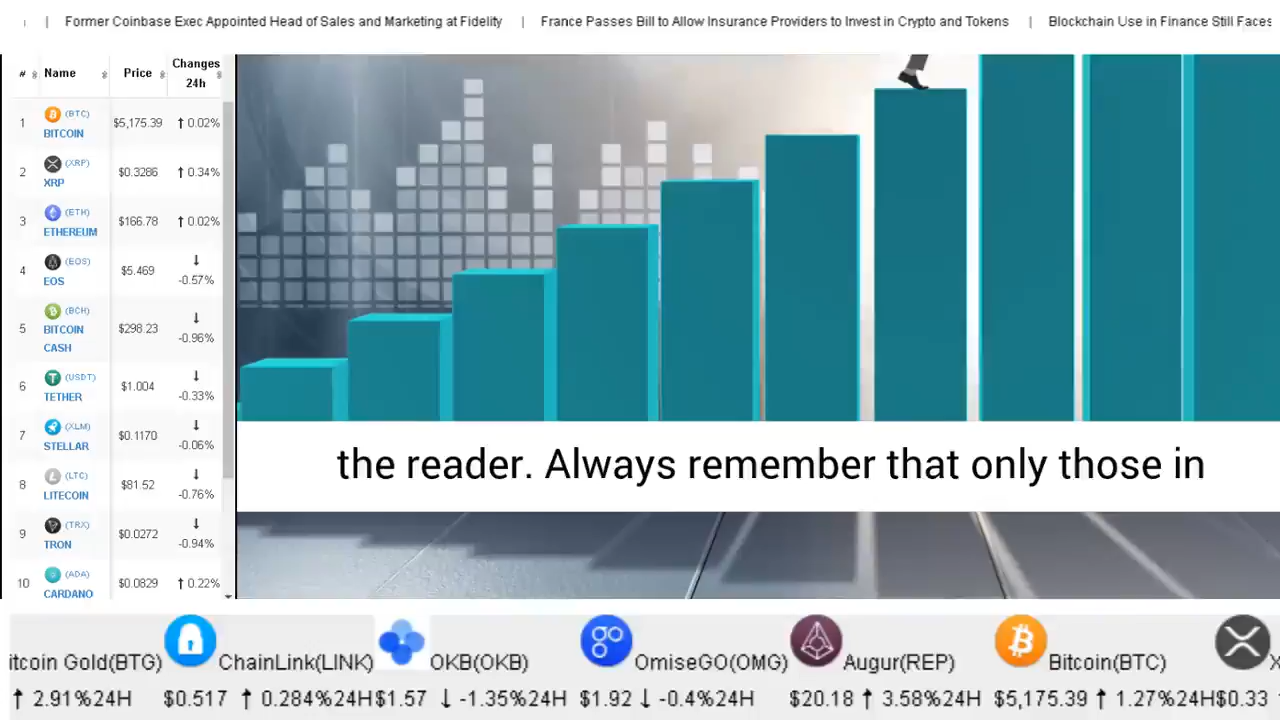 | Former Coinbase Exec Appointed Head of Sales and Marketing at Fidelity | France Passes Bill to Allow Insurance Providers to Invest in Crypto and Tokens | Blockchain Use in Finance Still Faces
# Name Price Changes 24h
1 (BTC) BITCOIN $5,175.39 ↑ 0.02%
2 (XRP) XRP $0.3286 ↑ 0.34%
3 (ETH) ETHEREUM $166.78 ↑ 0.02%
4 (EOS) EOS $5.469 ↓ -0.57%
5 (BCH) BITCOIN CASH $298.23 ↓ -0.96%
6 (USDT) TETHER $1.004 ↓ -0.33%
7 (XLM) STELLAR $0.1170 ↓ -0.06%
8 (LTC) LITECOIN $81.52 ↓ -0.76%
9 (TRX) TRON $0.0272 ↓ -0.94%
10 (ADA) CARDANO $0.0829 ↑ 0.22%
the reader. Always remember that only those in
itcoin Gold(BTG) ChainLink(LINK) OKB(OKB) OmiseGO(OMG) Augur(REP) Bitcoin(BTC) X
↑ 2.91%24H $0.517 ↑ 0.284%24H $1.57 ↓ -1.35%24H $1.92 ↓ -0.4%24H $20.18 ↑ 3.58%24H $5,175.39 ↑ 1.27%24H $0.33